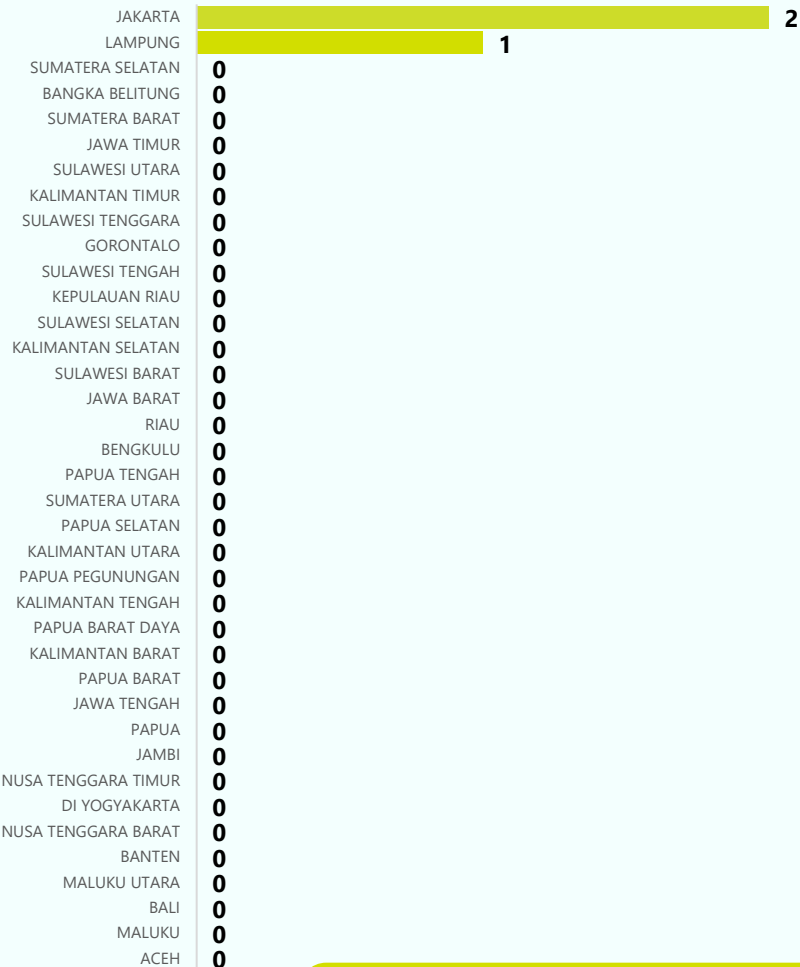 JAKARTA 2
LAMPUNG 1
SUMATERA SELATAN 0
BANGKA BELITUNG 0
SUMATERA BARAT 0
JAWA TIMUR 0
SULAWESI UTARA 0
KALIMANTAN TIMUR 0
SULAWESI TENGGARA 0
GORONTALO 0
SULAWESI TENGAH 0
KEPULAUAN RIAU 0
SULAWESI SELATAN 0
KALIMANTAN SELATAN 0
SULAWESI BARAT 0
JAWA BARAT 0
RIAU 0
BENGKULU 0
PAPUA TENGAH 0
SUMATERA UTARA 0
PAPUA SELATAN 0
KALIMANTAN UTARA 0
PAPUA PEGUNUNGAN 0
KALIMANTAN TENGAH 0
PAPUA BARAT DAYA 0
KALIMANTAN BARAT 0
PAPUA BARAT 0
JAWA TENGAH 0
PAPUA 0
JAMBI 0
NUSA TENGGARA TIMUR 0
DI YOGYAKARTA 0
NUSA TENGGARA BARAT 0
BANTEN 0
MALUKU UTARA 0
BALI 0
MALUKU 0
ACEH 0